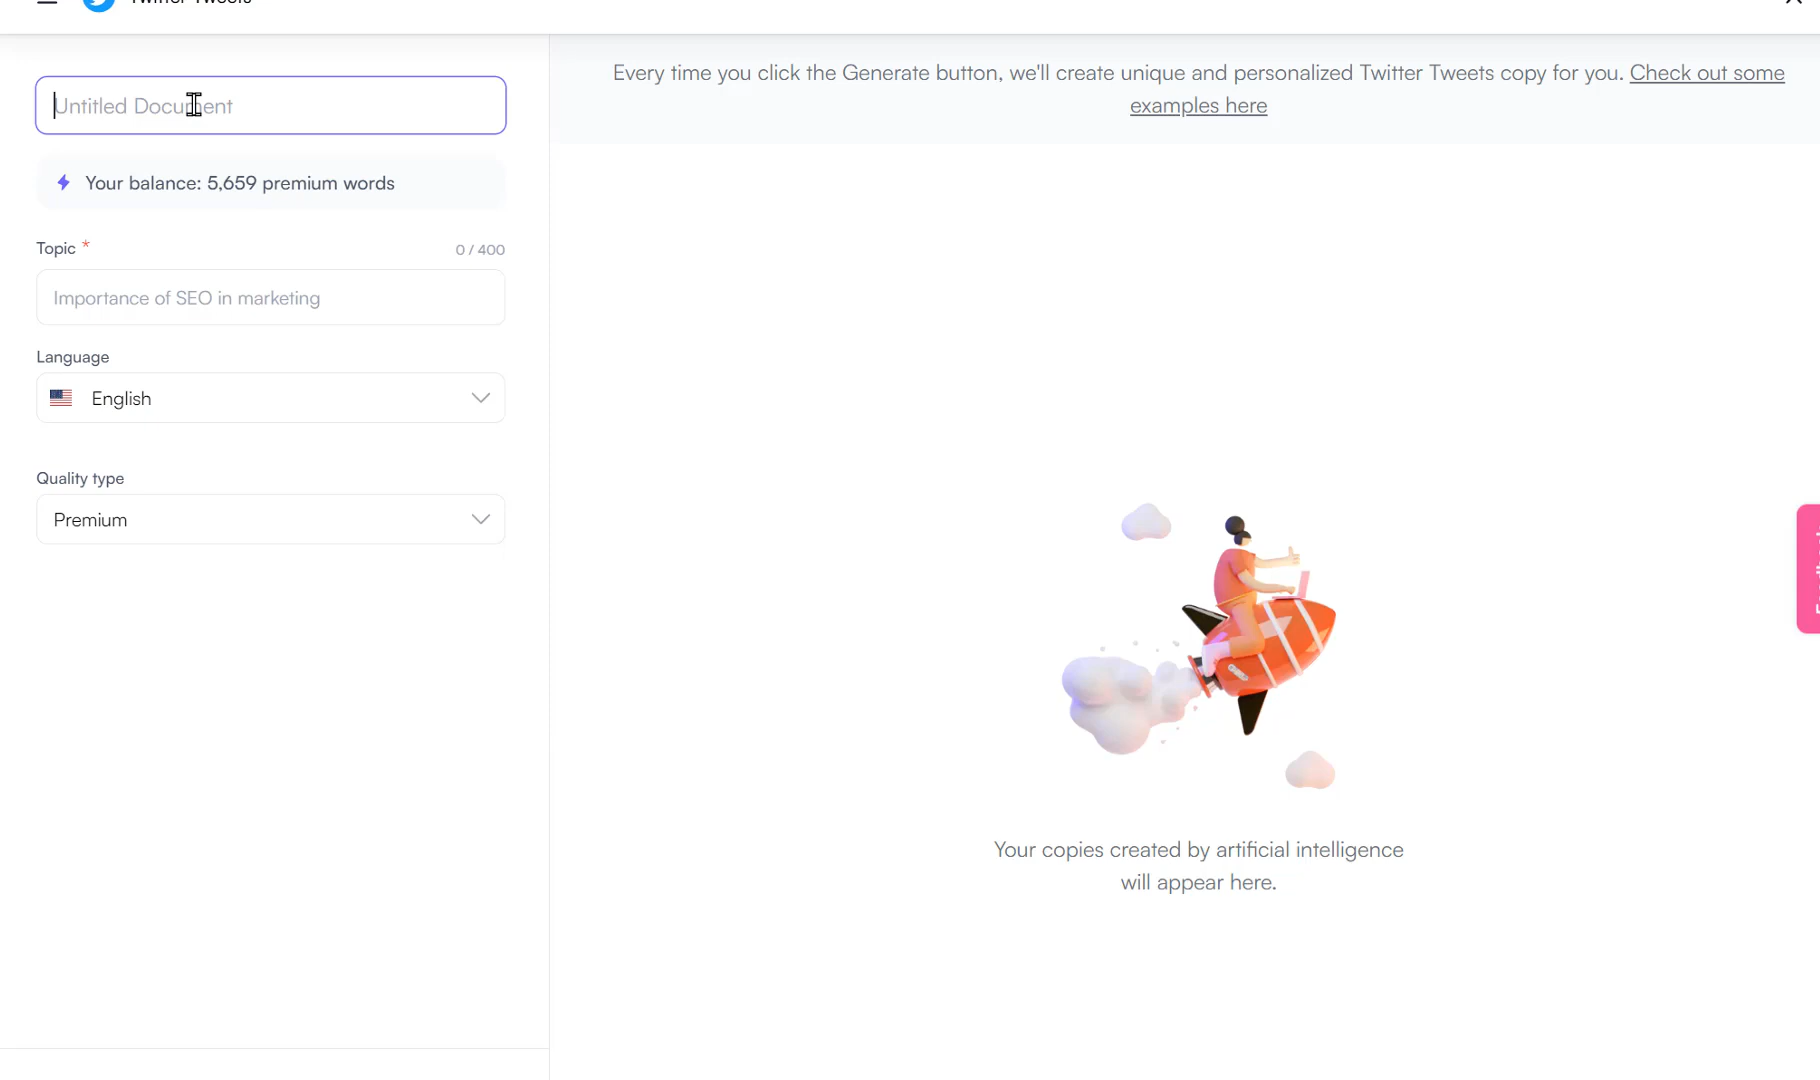 Twitter Tweets
Untitled Document
Your balance: 5,659 premium words
Topic *
0 / 400
Importance of SEO in marketing
Language
English
Quality type
Premium
Every time you click the Generate button, we'll create unique and personalized Twitter Tweets copy for you. Check out some
examples here
Your copies created by artificial intelligence
will appear here.